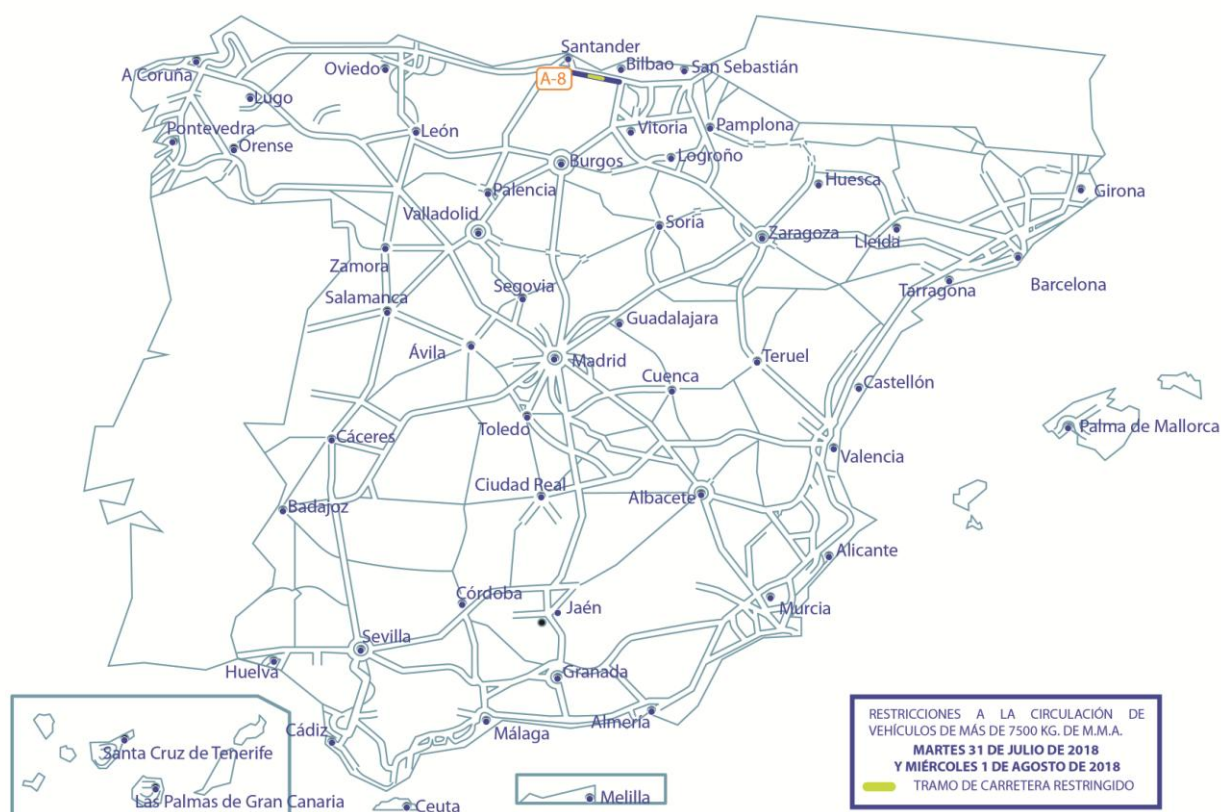 Santander
Bilbao
San Sebastián
A-8
A Coruña
Oviedo
Lugo
Pontevedra
Orense
León
Vitoria
Pamplona
Burgos
Logroño
Palencia
Huesca
Girona
Valladolid
Soria
Zaragoza
Lleida
Zamora
Segovia
Tarragona
Barcelona
Salamanca
Guadalajara
Ávila
Madrid
Teruel
Cuenca
Castellón
Toledo
Cáceres
Palma de Mallorca
Valencia
Ciudad Real
Albacete
Badajoz
Alicante
Córdoba
Jaén
Murcia
Sevilla
Huelva
Granada
Almería
Cádiz
Málaga
Santa Cruz de Tenerife
Las Palmas de Gran Canaria
Ceuta
Melilla
RESTRICCIONES A LA CIRCULACIÓN DE
VEHÍCULOS DE MÁS DE 7500 KG. DE M.M.A.
MARTES 31 DE JULIO DE 2018
Y MIÉRCOLES 1 DE AGOSTO DE 2018
TRAMO DE CARRETERA RESTRINGIDO